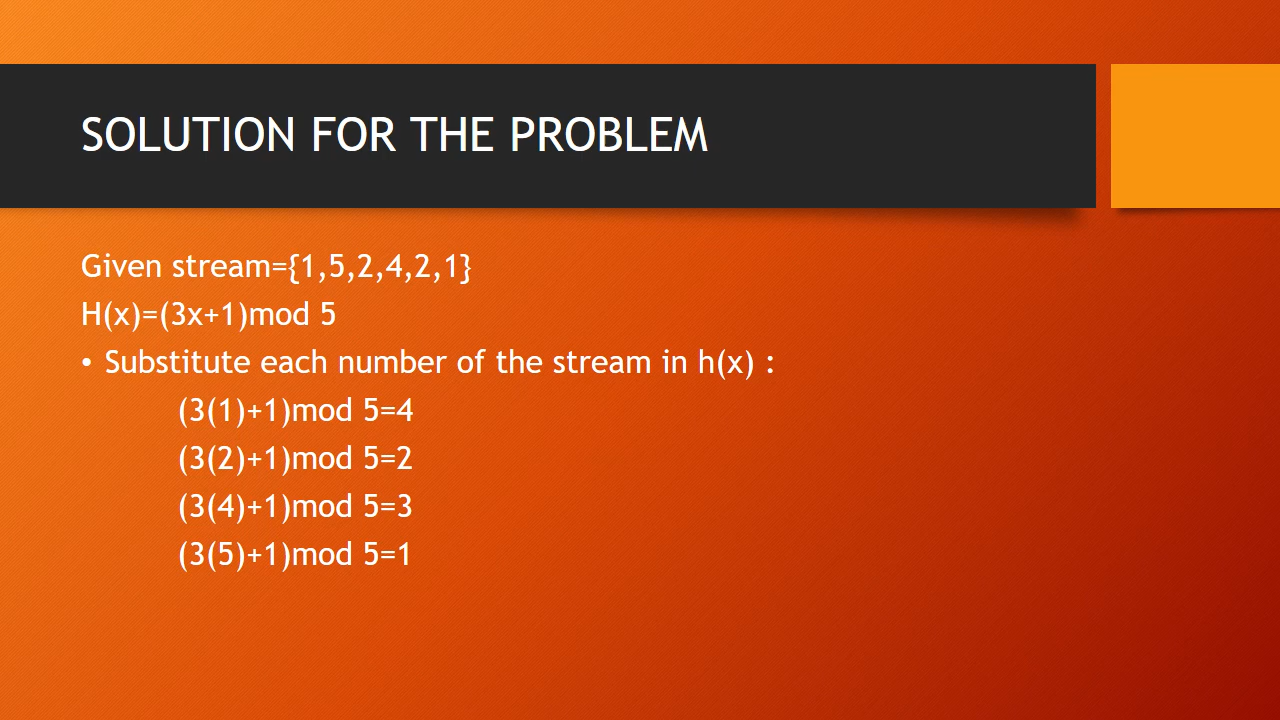 SOLUTION FOR THE PROBLEM
Given stream={1,5,2,4,2,1}
H(x)=(3x+1)mod 5
• Substitute each number of the stream in h(x) :
(3(1)+1)mod 5=4
(3(2)+1)mod 5=2
(3(4)+1)mod 5=3
(3(5)+1)mod 5=1